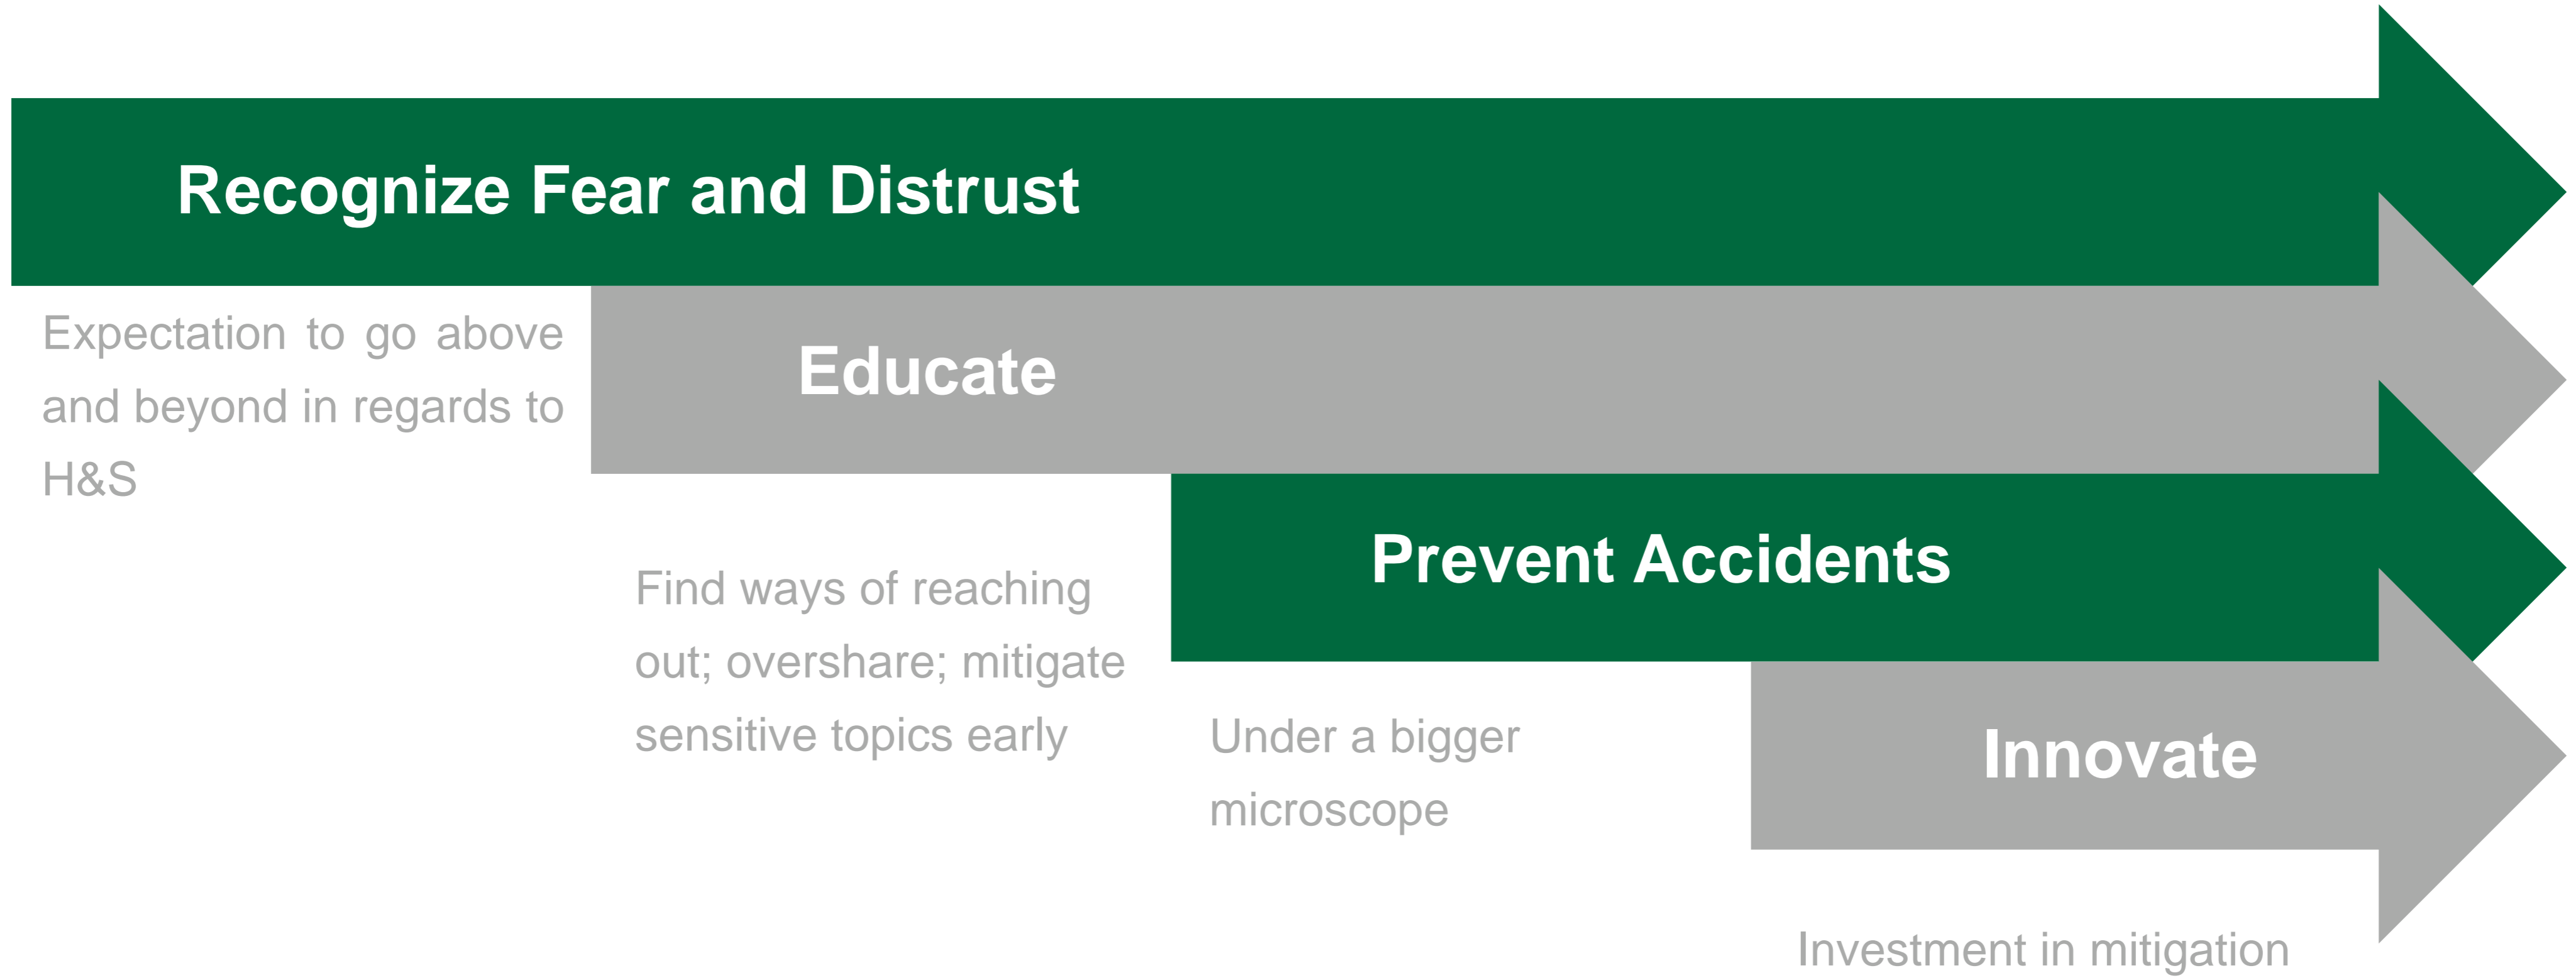 Recognize Fear and Distrust
Expectation to go above
and beyond in regards to
H&S
Educate
Find ways of reaching
out; overshare; mitigate
sensitive topics early
Prevent Accidents
Under a bigger
microscope
Innovate
Investment in mitigation